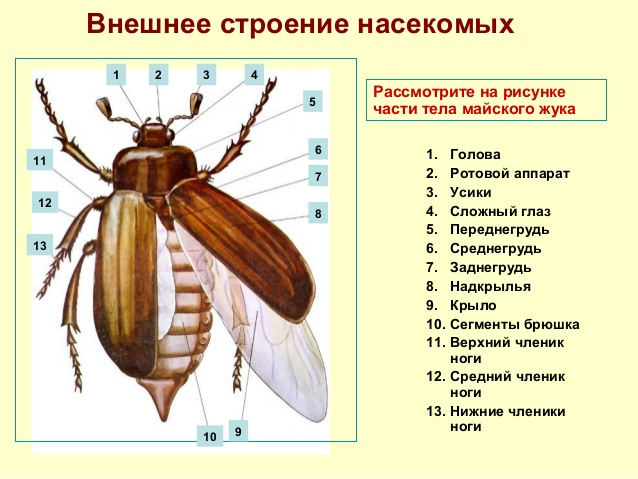 Внешнее строение насекомых
1 2 3 4
5
6
7
8
11
12
13
10 9
Рассмотрите на рисунке
части тела майского жука
1. Голова
2. Ротовой аппарат
3. Усики
4. Сложный глаз
5. Переднегрудь
6. Среднегрудь
7. Заднегрудь
8. Надкрылья
9. Крыло
10. Сегменты брюшка
11. Верхний членик
ноги
12. Средний членик
ноги
13. Нижние членики
ноги